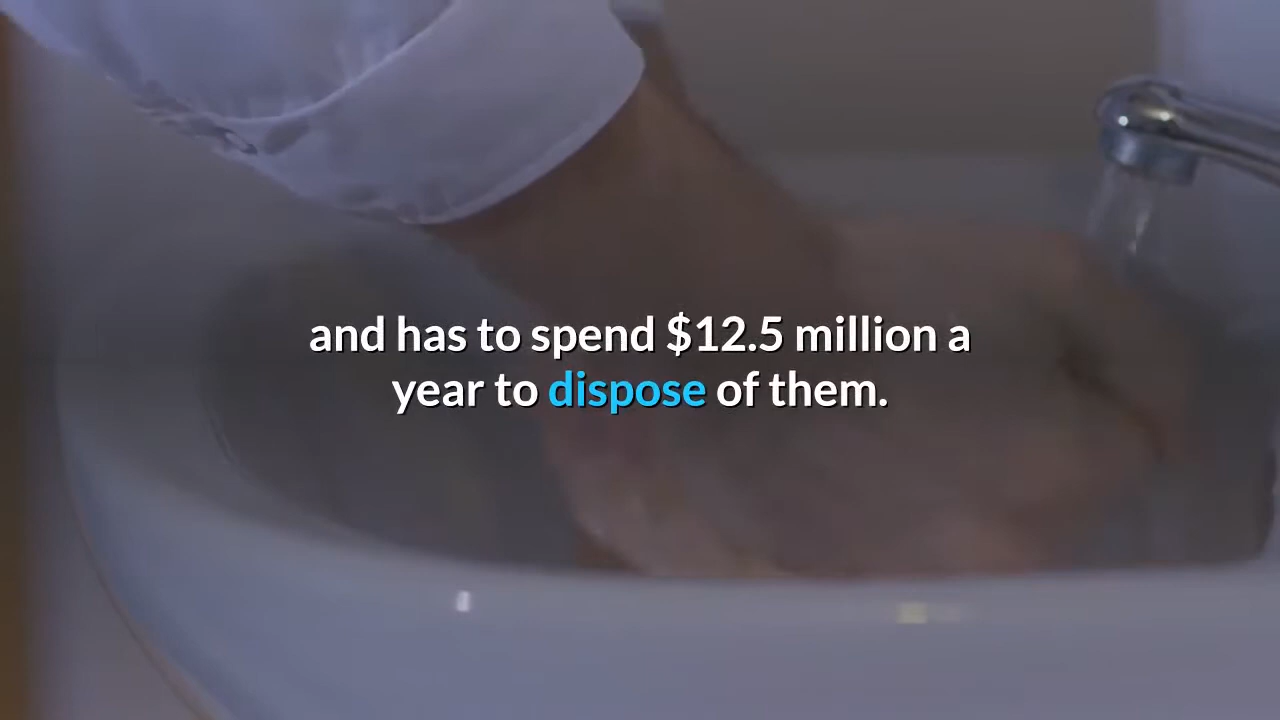 and has to spend $12.5 million a
year to dispose of them.